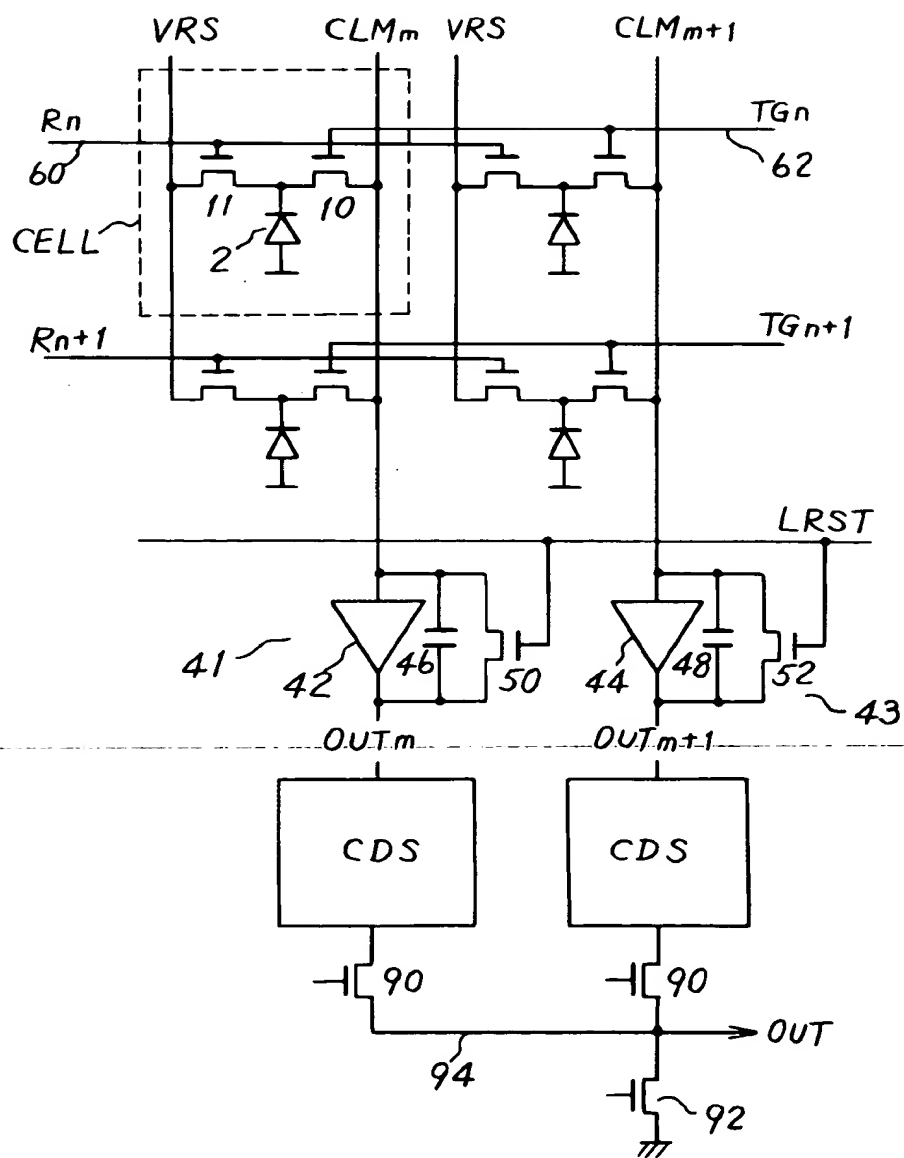 VRS CLMm VRS CLMm+1
Rn TGn
60 62
11 10
CELL 2
Rn+1 TGn+1
LRST
41 42 46 50 44 48 52 43
OUTm OUTm+1
CDS CDS
90 90
OUT
94
92